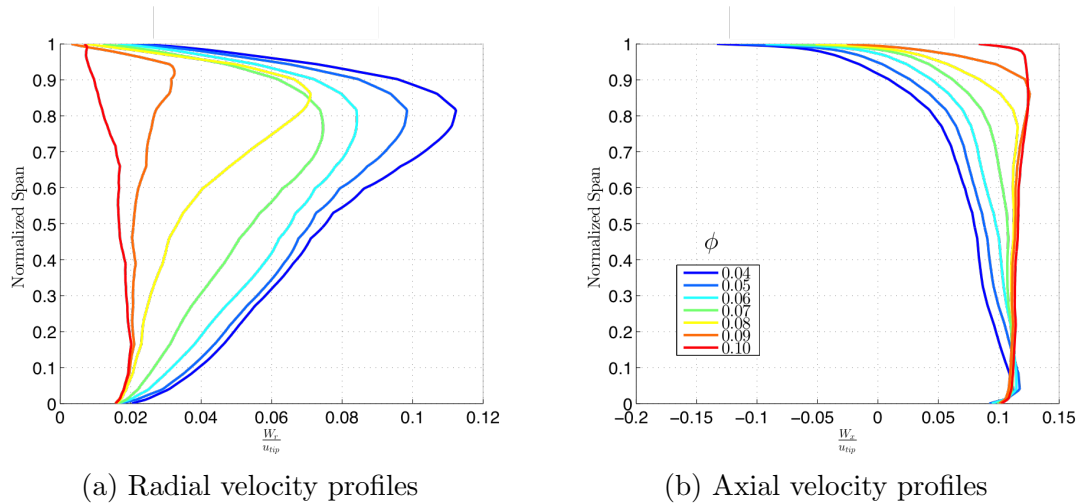 1
0.9
0.8
0.7
0.6
0.5
0.4
0.3
0.2
0.1
0
Normalized Span
0 0.02 0.04 0.06 0.08 0.1 0.12
W_r
u_tip
(a) Radial velocity profiles
1
0.9
0.8
0.7
0.6
0.5
0.4
0.3
0.2
0.1
0
Normalized Span
ϕ
0.04
0.05
0.06
0.07
0.08
0.09
0.10
−0.2 −0.15 −0.1 −0.05 0 0.05 0.1 0.15
W_x
u_tip
(b) Axial velocity profiles